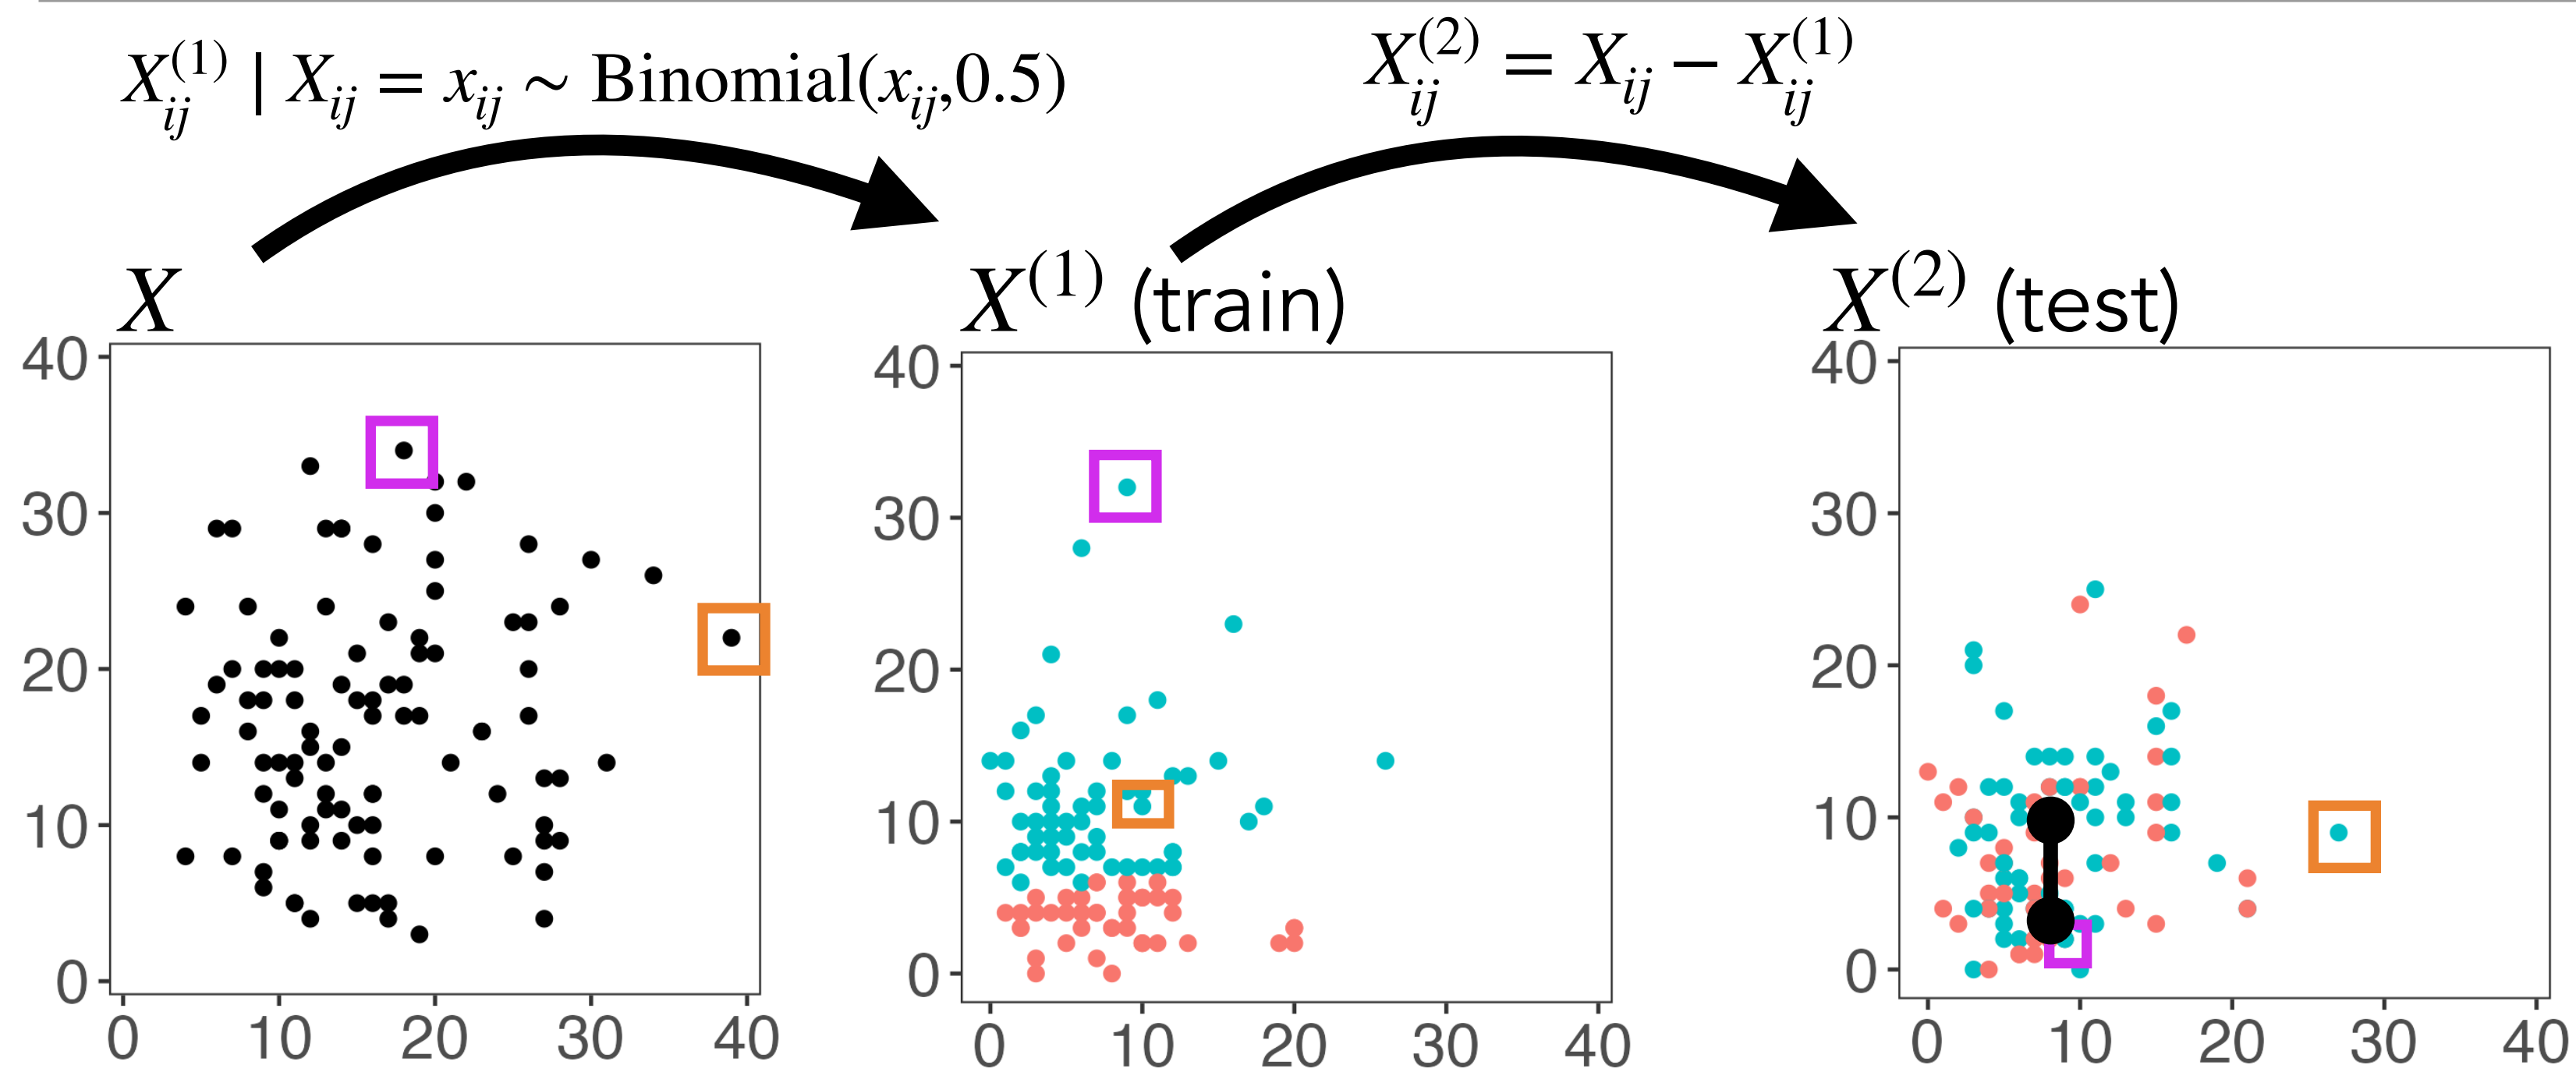 X_{ij}^{(1)} | X_{ij} = x_{ij} ∼ Binomial(x_{ij},0.5)
X_{ij}^{(2)} = X_{ij} − X_{ij}^{(1)}
X
40
30
20
10
0
0 10 20 30 40
X^{(1)} (train)
40
30
20
10
0
0 10 20 30 40
X^{(2)} (test)
40
30
20
10
0
0 10 20 30 40